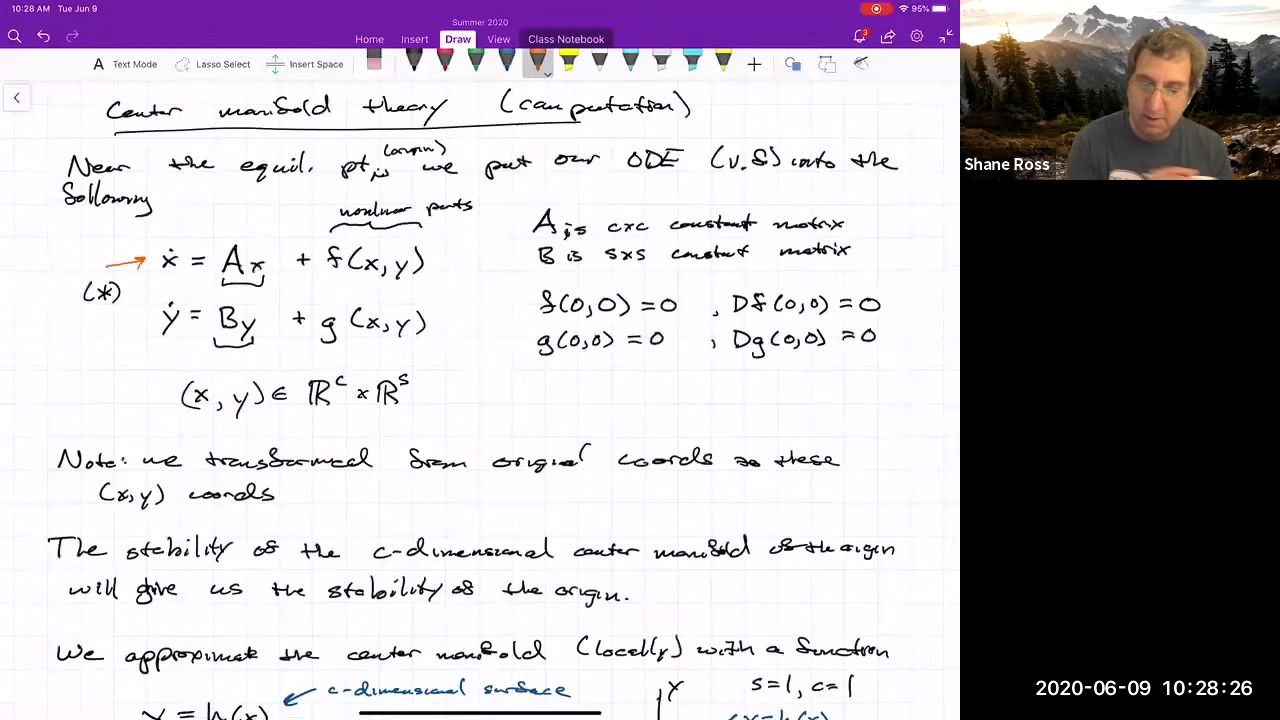 10:28 AM Tue Jun 9
95%
Summer 2020
Home Insert Draw View Class Notebook
3
A Text Mode Lasso Select Insert Space
Center manifold theory (computation)
Near the equil. pt. (origin), we put our ODE (v.f) into the
following
nonlinear parts
ẋ = Ax + f(x,y)
(*)
ẏ = By + g(x,y)
(x,y) ∈ ℝᶜ × ℝˢ
A is cxc constant matrix
B is sxs constant matrix
f(0,0) = 0 , Df(0,0) = 0
g(0,0) = 0 , Dg(0,0) = 0
Note: we transformed from original coords to these
(x,y) coords
The stability of the c-dimensional center manifold of the origin
will give us the stability of the origin.
We approximate the center manifold (locally) with a function
c-dimensional surface
y = h(x)
y
s=1, c=1
Shane Ross
2020-06-09 10:28:26